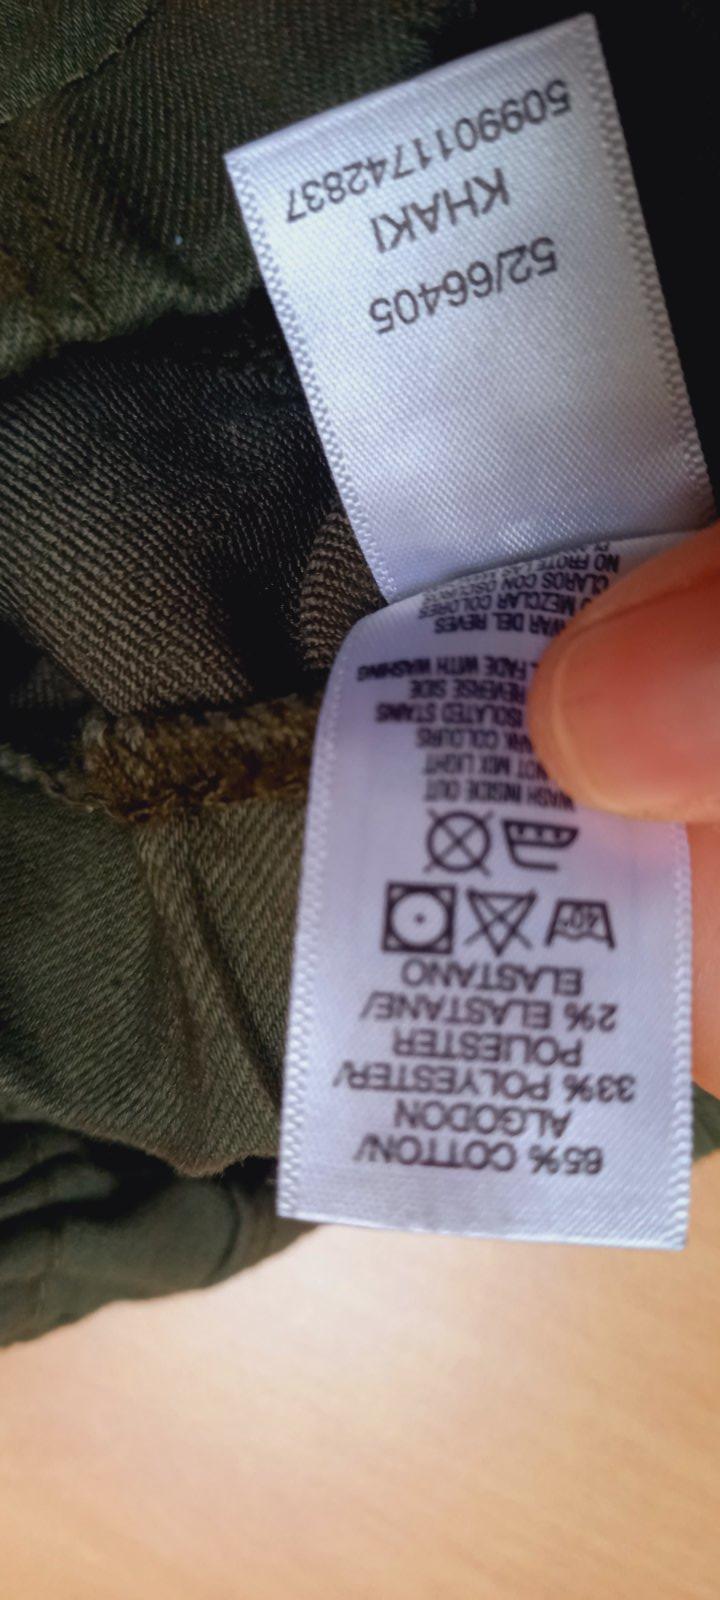 65% COTTON/
ALGODON
33% POLYESTER/
POLIESTER
2% ELASTANE/
ELASTANO
40°
WASH INSIDE OUT
NOT MIX LIGHT
COLOURS
ISOLATED STAINS
REVERSE SIDE
FADE WITH WASHING
DEL REVES
MEZCLAR COLORES
CLAROS CON OSCUROS
NO FROTE
52/66405
KHAKI
5099011742837